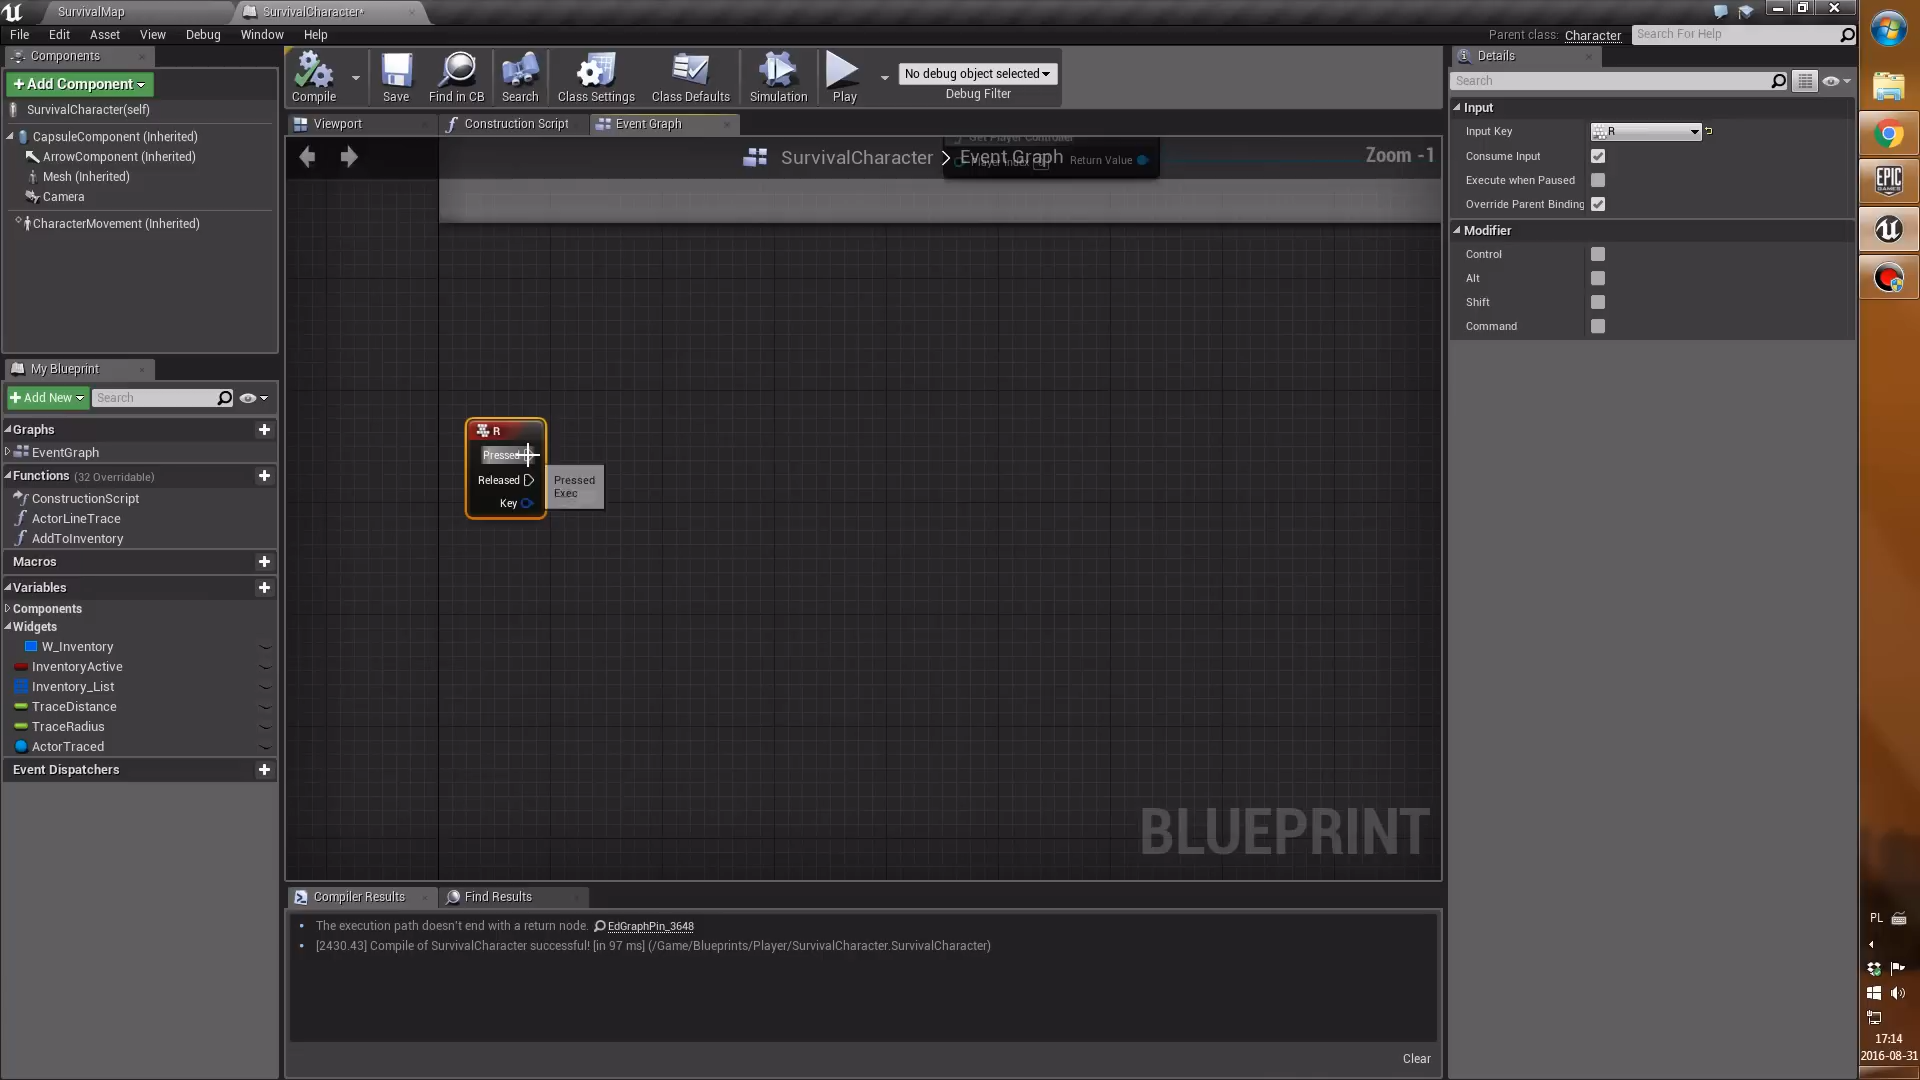 SurvivalMap
SurvivalCharacter*
File Edit Asset View Debug Window Help
Parent class: Character
Search For Help
Components
+ Add Component
SurvivalCharacter(self)
CapsuleComponent (Inherited)
ArrowComponent (Inherited)
Mesh (Inherited)
Camera
CharacterMovement (Inherited)
Compile
Save
Find in CB
Search
Class Settings
Class Defaults
Simulation
Play
No debug object selected
Debug Filter
Viewport
Construction Script
Event Graph
SurvivalCharacter > Event Graph
Zoom -1
Get Player Controller
Player Index
Return Value
R
Pressed
Released
Key
Pressed
Exec
BLUEPRINT
My Blueprint
+ Add New
Search
Graphs
EventGraph
Functions (32 Overridable)
ConstructionScript
ActorLineTrace
AddToInventory
Macros
Variables
Components
Widgets
W_Inventory
InventoryActive
Inventory_List
TraceDistance
TraceRadius
ActorTraced
Event Dispatchers
Compiler Results
Find Results
The execution path doesn't end with a return node. EdGraphPin_3648
[2430.43] Compile of SurvivalCharacter successful! [in 97 ms] (/Game/Blueprints/Player/SurvivalCharacter.SurvivalCharacter)
Clear
Details
Search
Input
Input Key
R
Consume Input
Execute when Paused
Override Parent Binding
Modifier
Control
Alt
Shift
Command
EPIC
GAMES
PL
17:14
2016-08-31